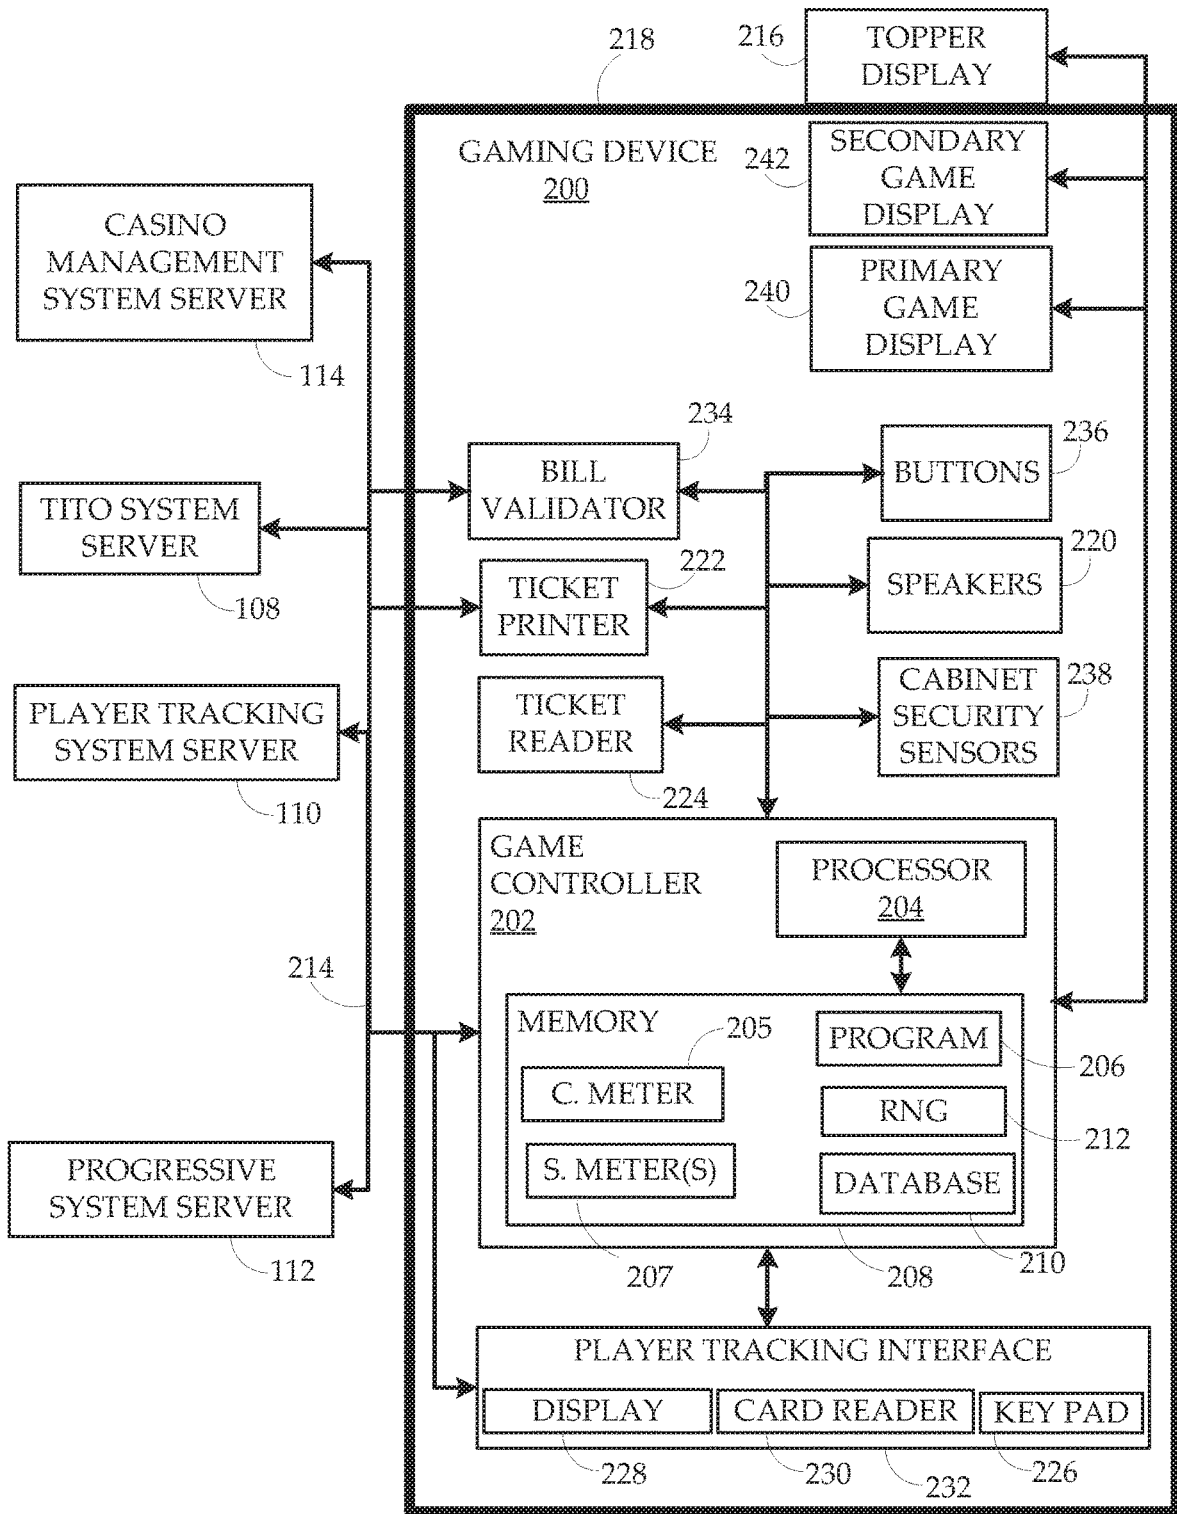 218
216
TOPPER
DISPLAY
GAMING DEVICE
200
242
SECONDARY
GAME
DISPLAY
CASINO
MANAGEMENT
SYSTEM SERVER
114
240
PRIMARY
GAME
DISPLAY
234
BILL
VALIDATOR
BUTTONS
236
TITO SYSTEM
SERVER
108
222
TICKET
PRINTER
SPEAKERS
220
PLAYER TRACKING
SYSTEM SERVER
110
TICKET
READER
224
CABINET
SECURITY
SENSORS
238
GAME
CONTROLLER
202
PROCESSOR
204
214
MEMORY
205
C. METER
S. METER(S)
PROGRAM
206
RNG
212
DATABASE
PROGRESSIVE
SYSTEM SERVER
112
207
208
210
PLAYER TRACKING INTERFACE
DISPLAY
CARD READER
KEY PAD
228
230
232
226